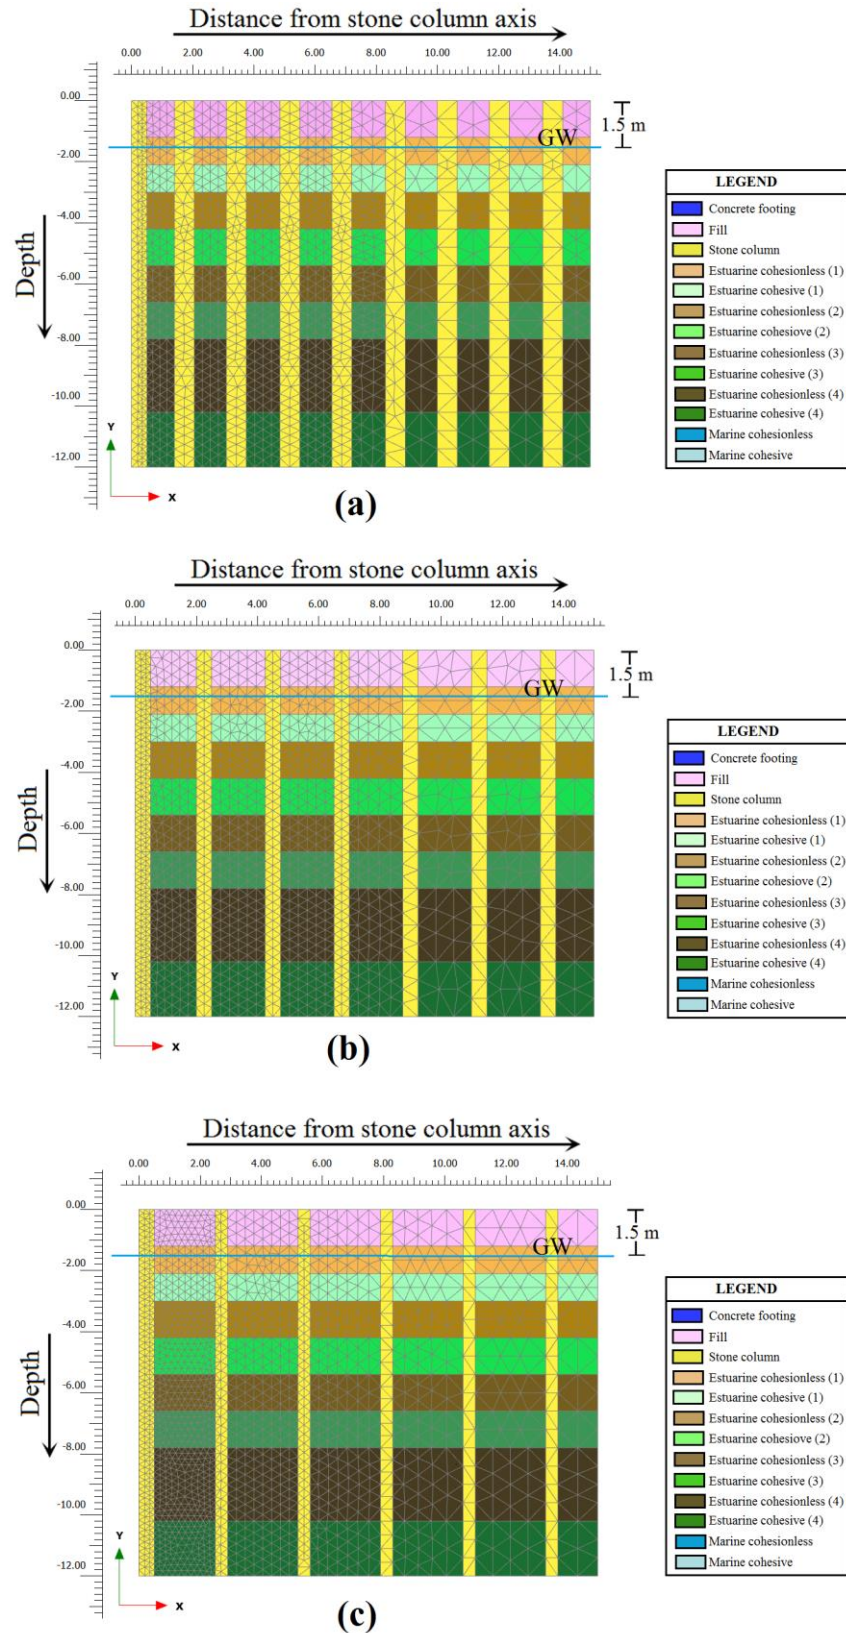 Distance from stone column axis
0.00 2.00 4.00 6.00 8.00 10.00 12.00 14.00
0.00
1.5 m
GW
-2.00
-4.00
-6.00
-8.00
-10.00
-12.00
Depth
Y
X
LEGEND
Concrete footing
Fill
Stone column
Estuarine cohesionless (1)
Estuarine cohesive (1)
Estuarine cohesionless (2)
Estuarine cohesiove (2)
Estuarine cohesionless (3)
Estuarine cohesive (3)
Estuarine cohesionless (4)
Estuarine cohesive (4)
Marine cohesionless
Marine cohesive
(a)
Distance from stone column axis
0.00 2.00 4.00 6.00 8.00 10.00 12.00 14.00
0.00
1.5 m
GW
-2.00
-4.00
-6.00
-8.00
-10.00
-12.00
Depth
Y
X
LEGEND
Concrete footing
Fill
Stone column
Estuarine cohesionless (1)
Estuarine cohesive (1)
Estuarine cohesionless (2)
Estuarine cohesiove (2)
Estuarine cohesionless (3)
Estuarine cohesive (3)
Estuarine cohesionless (4)
Estuarine cohesive (4)
Marine cohesionless
Marine cohesive
(b)
Distance from stone column axis
0.00 2.00 4.00 6.00 8.00 10.00 12.00 14.00
0.00
1.5 m
GW
-2.00
-4.00
-6.00
-8.00
-10.00
-12.00
Depth
Y
X
LEGEND
Concrete footing
Fill
Stone column
Estuarine cohesionless (1)
Estuarine cohesive (1)
Estuarine cohesionless (2)
Estuarine cohesiove (2)
Estuarine cohesionless (3)
Estuarine cohesive (3)
Estuarine cohesionless (4)
Estuarine cohesive (4)
Marine cohesionless
Marine cohesive
(c)